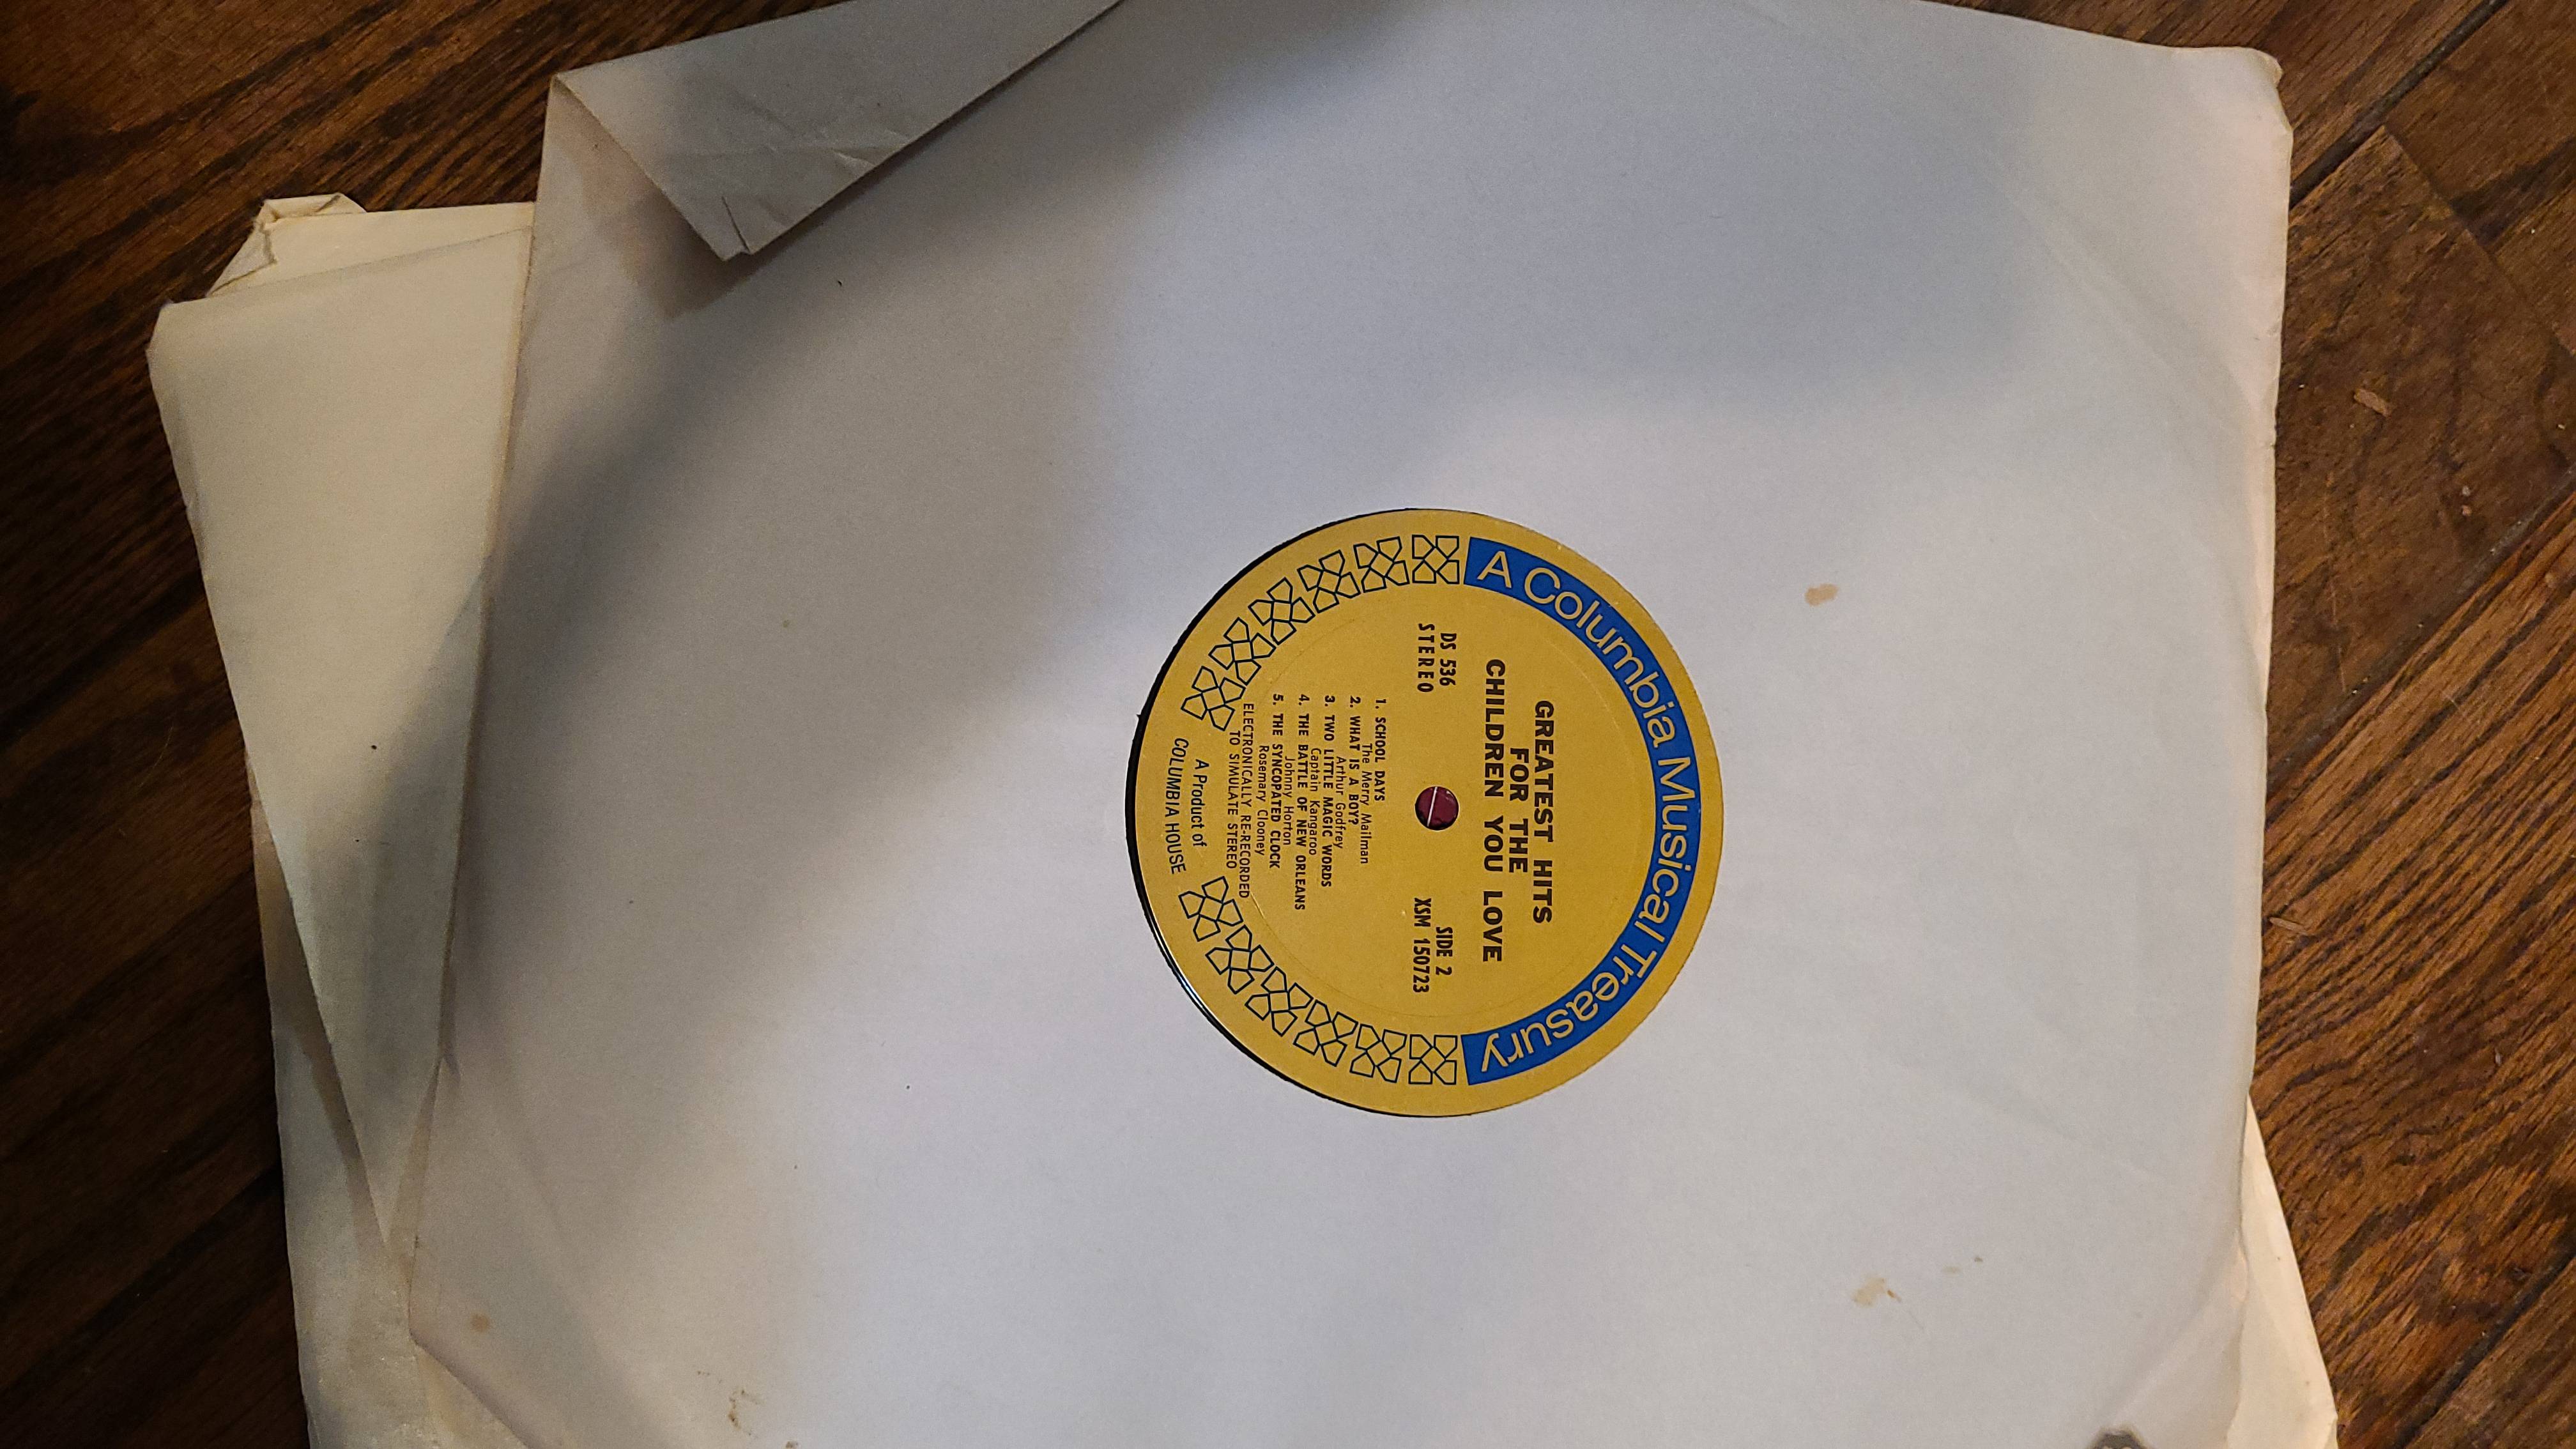 A Columbia Musical Treasury
GREATEST HITS
FOR THE
CHILDREN YOU LOVE
DS 536
STEREO
SIDE 2
XSM 150723
1. SCHOOL DAYS
The Merry Mailman
2. WHAT IS A BOY?
Arthur Godfrey
3. TWO LITTLE MAGIC WORDS
Captain Kangaroo
4. THE BATTLE OF NEW ORLEANS
Johnny Horton
5. THE SYNCOPATED CLOCK
Rosemary Clooney
ELECTRONICALLY RE-RECORDED
TO SIMULATE STEREO
A Product of
COLUMBIA HOUSE